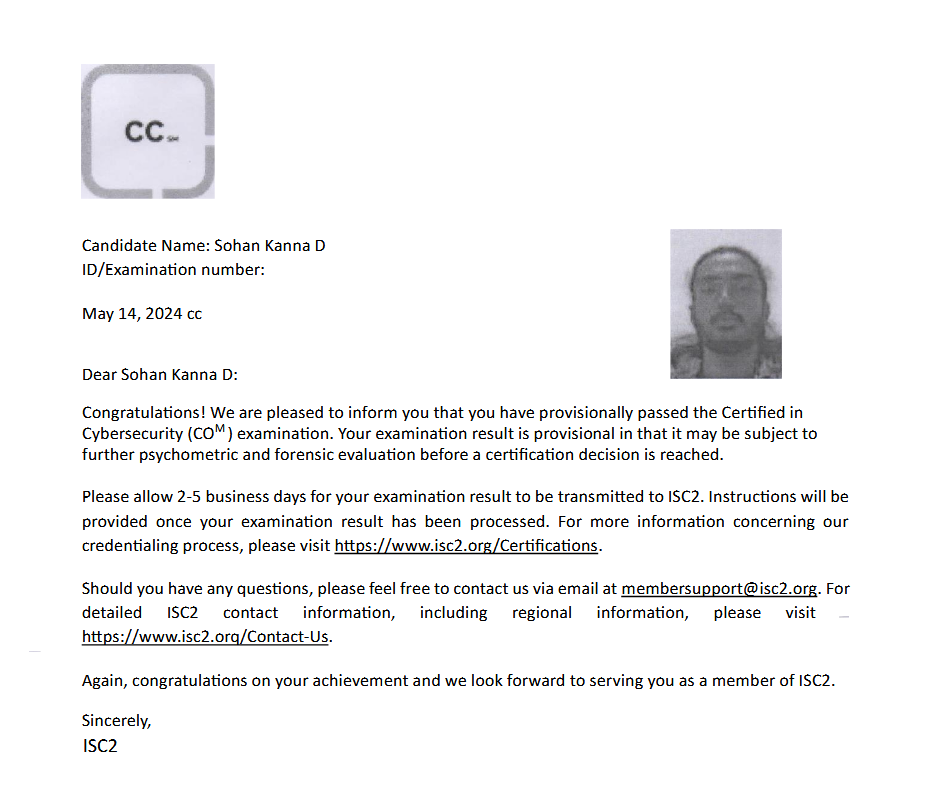 CC SM
Candidate Name: Sohan Kanna D
ID/Examination number:
May 14, 2024 cc
Dear Sohan Kanna D:
Congratulations! We are pleased to inform you that you have provisionally passed the Certified in
Cybersecurity (COM) examination. Your examination result is provisional in that it may be subject to
further psychometric and forensic evaluation before a certification decision is reached.
Please allow 2-5 business days for your examination result to be transmitted to ISC2. Instructions will be
provided once your examination result has been processed. For more information concerning our
credentialing process, please visit https://www.isc2.org/Certifications.
Should you have any questions, please feel free to contact us via email at membersupport@isc2.org. For
detailed ISC2 contact information, including regional information, please visit
https://www.isc2.orq/Contact-Us.
Again, congratulations on your achievement and we look forward to serving you as a member of ISC2.
Sincerely,
ISC2